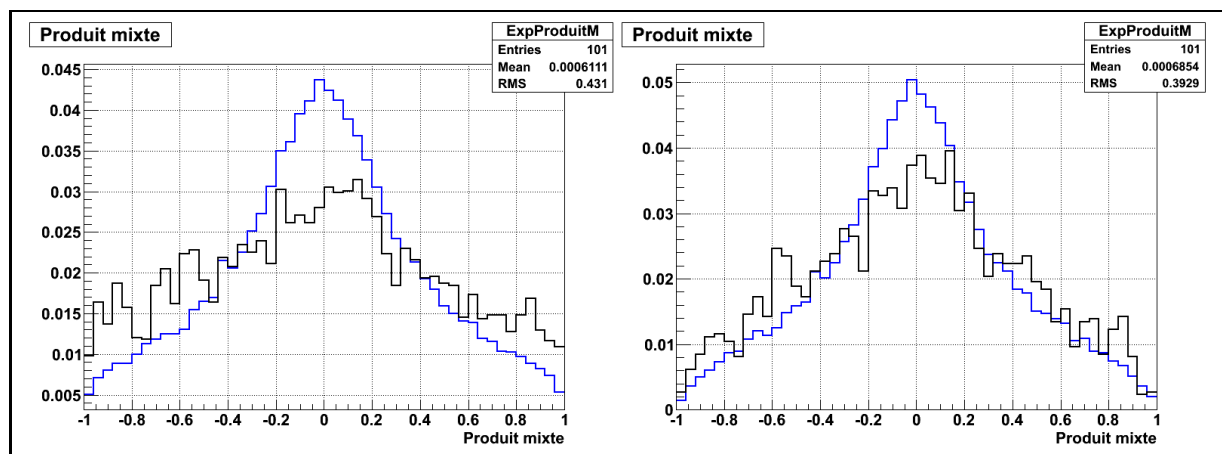 Produit mixte
ExpProduitM
Entries 101
Mean 0.0006111
RMS 0.431
0.045
0.04
0.035
0.03
0.025
0.02
0.015
0.01
0.005
-1 -0.8 -0.6 -0.4 -0.2 0 0.2 0.4 0.6 0.8 1
Produit mixte
Produit mixte
ExpProduitM
Entries 101
Mean 0.0006854
RMS 0.3929
0.05
0.04
0.03
0.02
0.01
0
-1 -0.8 -0.6 -0.4 -0.2 0 0.2 0.4 0.6 0.8 1
Produit mixte